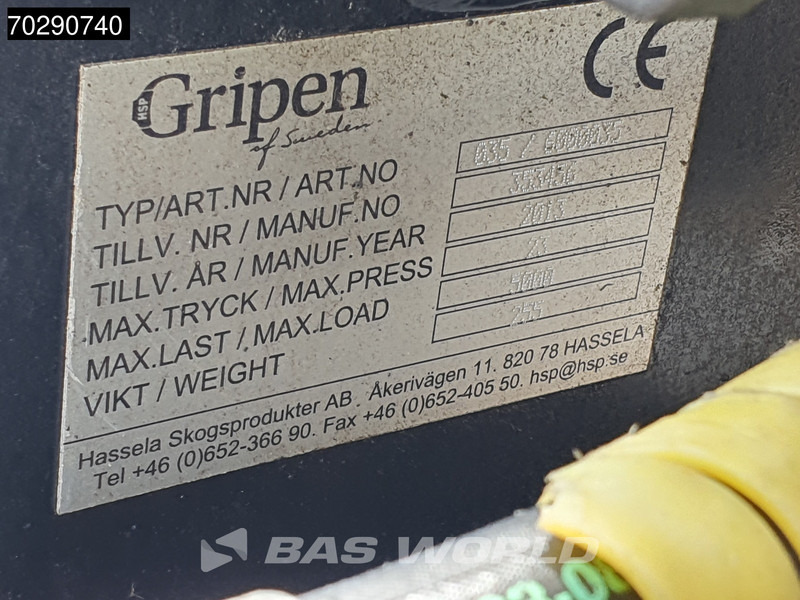 70290740
HSP Gripen CE
of Sweden
TYP/ART.NR / ART.NO 035 / 6000035
TILLV. NR / MANUF.NO 353456
TILLV. ÅR / MANUF.YEAR 2013
MAX.TRYCK / MAX.PRESS 23
MAX.LAST / MAX.LOAD 5000
VIKT / WEIGHT 255
Hassela Skogsprodukter AB Åkerivägen 11. 820 78 HASSELA
Tel +46 (0)652-366 90. Fax +46 (0)652-405 50. hsp@hsp.se
BAS WORLD